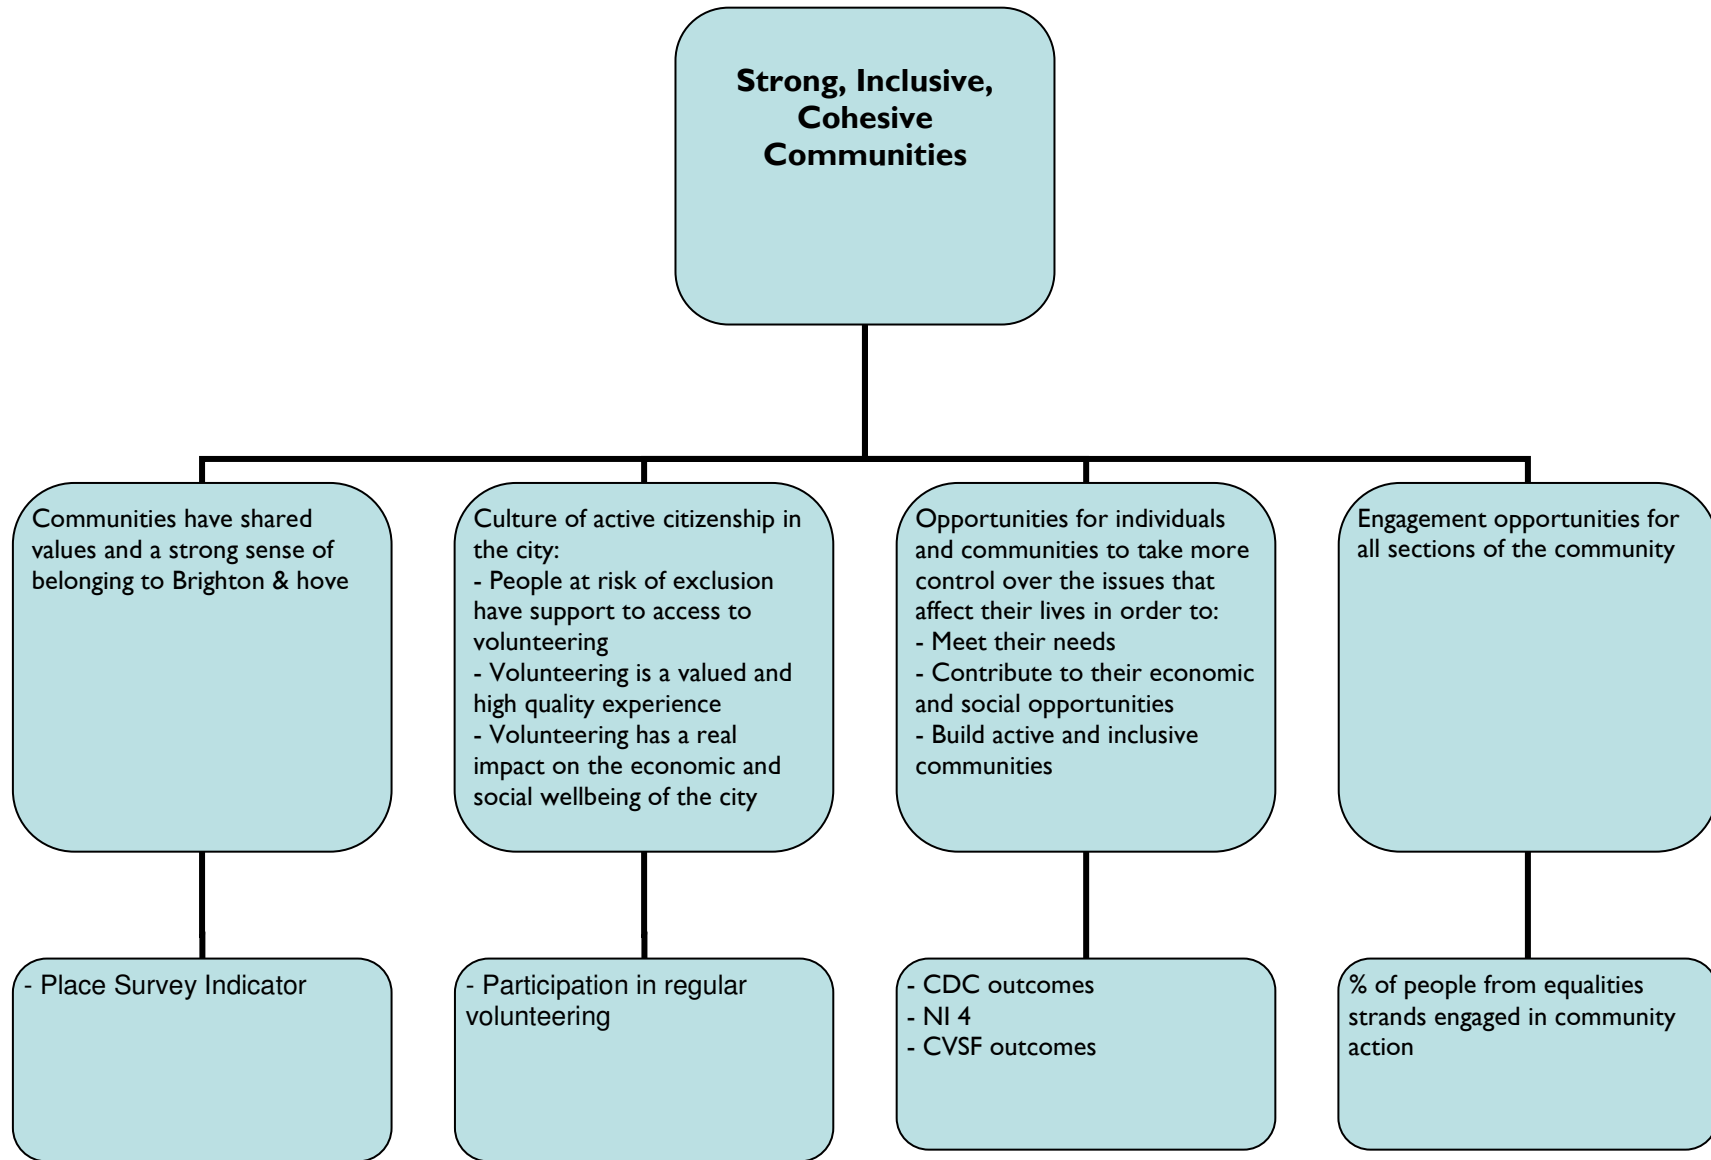 Strong, Inclusive,
Cohesive
Communities
Communities have shared
values and a strong sense of
belonging to Brighton & hove
Culture of active citizenship in
the city:
- People at risk of exclusion
have support to access to
volunteering
- Volunteering is a valued and
high quality experience
- Volunteering has a real
impact on the economic and
social wellbeing of the city
Opportunities for individuals
and communities to take more
control over the issues that
affect their lives in order to:
- Meet their needs
- Contribute to their economic
and social opportunities
- Build active and inclusive
communities
Engagement opportunities for
all sections of the community
- Place Survey Indicator
- Participation in regular
volunteering
- CDC outcomes
- NI 4
- CVSF outcomes
% of people from equalities
strands engaged in community
action